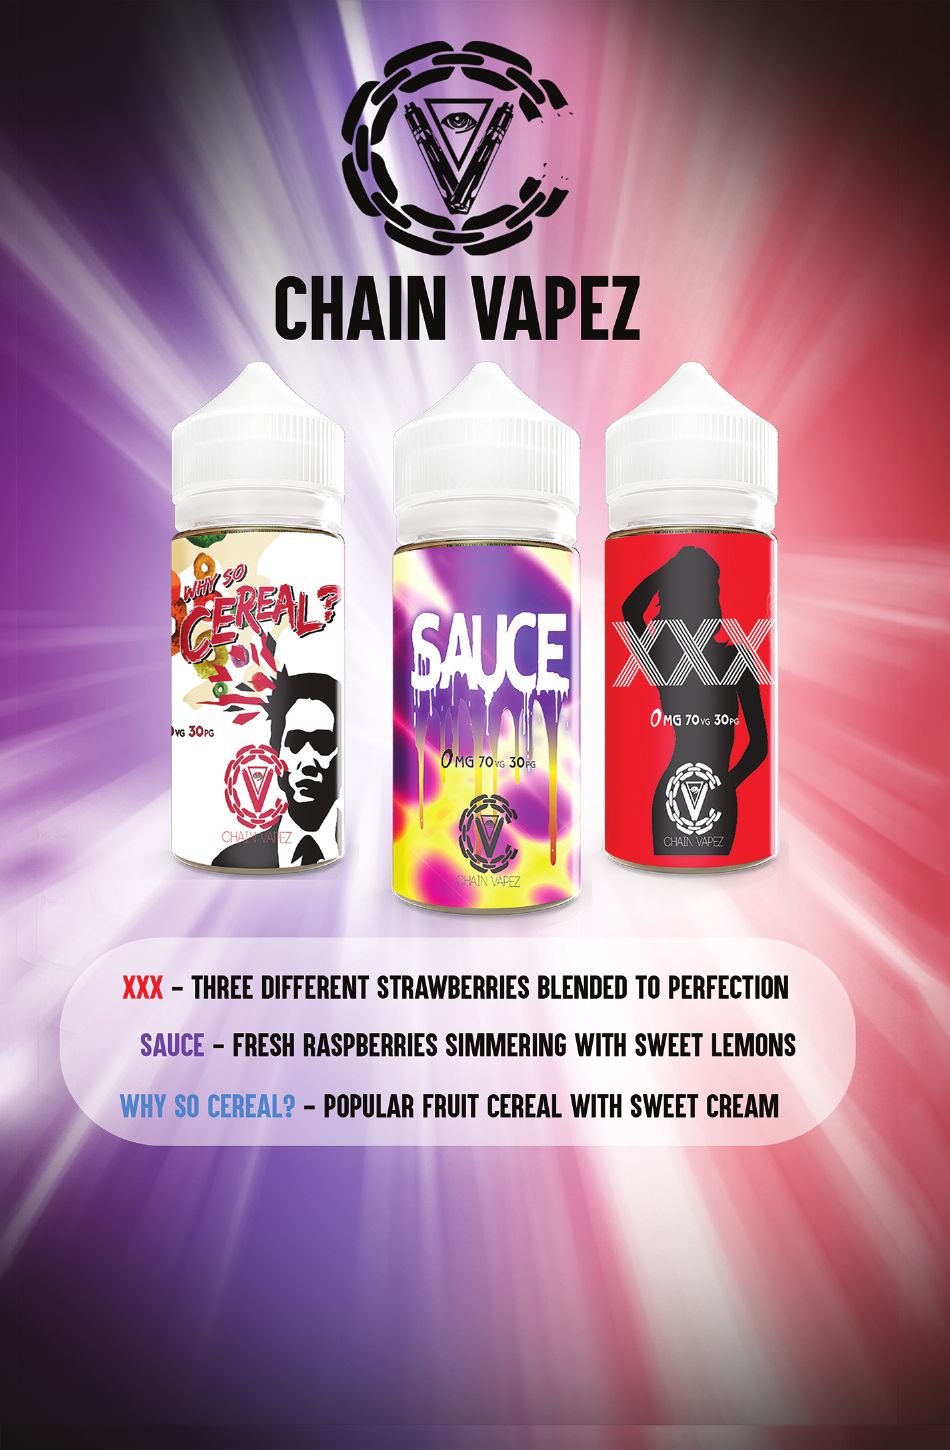 CHAIN VAPEZ
WHY SO
CEREAL?
VG 30PG
CHAIN VAPEZ
SAUCE
0MG 70VG 30PG
CHAIN VAPEZ
XXX
0MG 70VG 30PG
CHAIN VAPEZ
XXX – THREE DIFFERENT STRAWBERRIES BLENDED TO PERFECTION
SAUCE – FRESH RASPBERRIES SIMMERING WITH SWEET LEMONS
WHY SO CEREAL? – POPULAR FRUIT CEREAL WITH SWEET CREAM